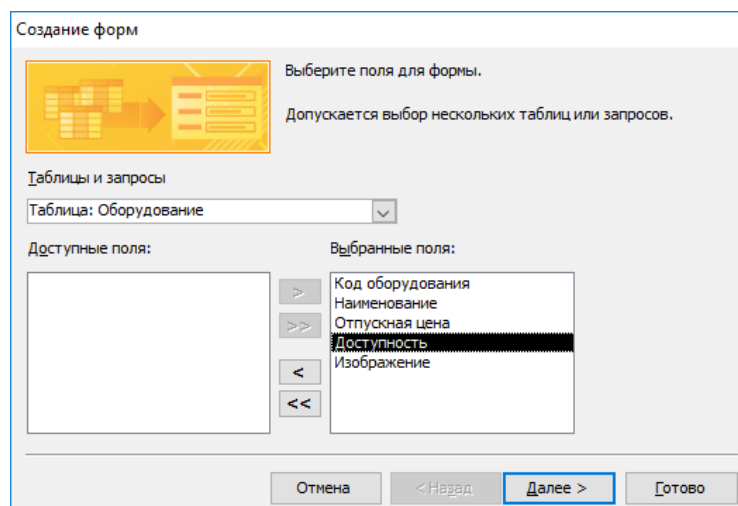 Создание форм
Выберите поля для формы.
Допускается выбор нескольких таблиц или запросов.
Таблицы и запросы
Таблица: Оборудование
Доступные поля:
Выбранные поля:
>
>>
<
<<
Код оборудования
Наименование
Отпускная цена
Доступность
Изображение
Отмена
< Назад
Далее >
Готово